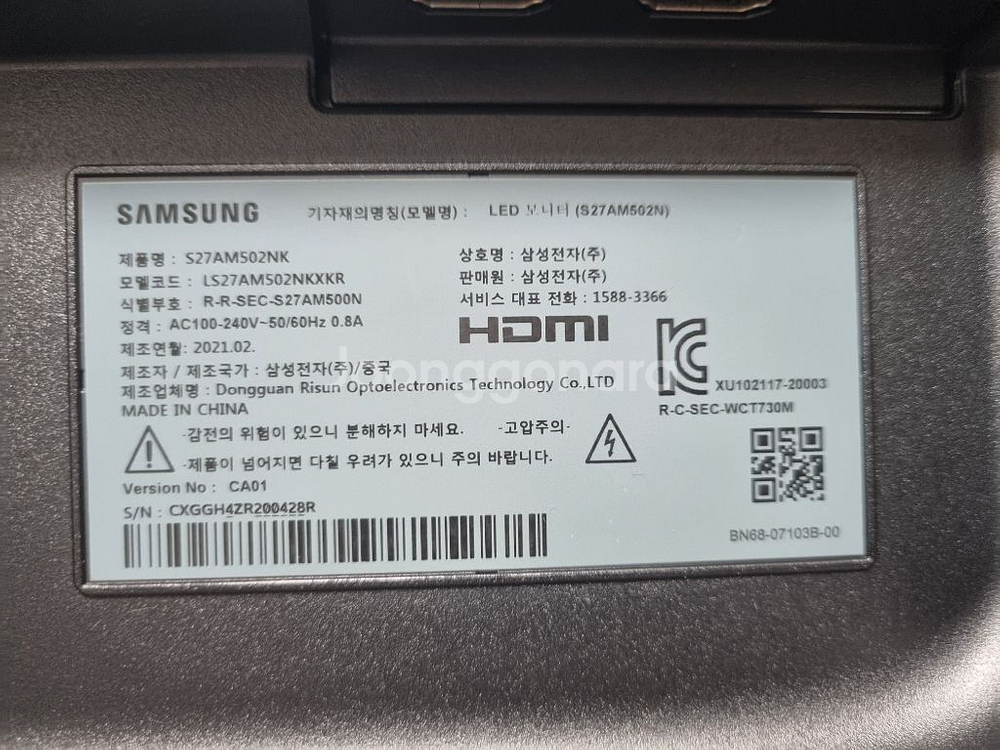 SAMSUNG 기자재의명칭(모델명) : LED 모니터 (S27AM502N)
제품명 : S27AM502NK
상호명 : 삼성전자(주)
모델코드 : LS27AM502NKXKR
판매원 : 삼성전자(주)
식별부호 : R-R-SEC-S27AM500N
서비스 대표 전화 : 1588-3366
정격 : AC100-240V~50/60Hz 0.8A
HDMI
제조연월: 2021.02.
제조자 / 제조국가 : 삼성전자(주)/중국
제조업체명 : Dongguan Risun Optoelectronics Technology Co.,LTD
MADE IN CHINA
XU102117-20003
R-C-SEC-WCT730M
-감전의 위험이 있으니 분해하지 마세요. -고압주의-
-제품이 넘어지면 다칠 우려가 있으니 주의 바랍니다.
Version No : CA01
S/N : CXGGH4ZR200428R
BN68-07103B-00
joonggonara